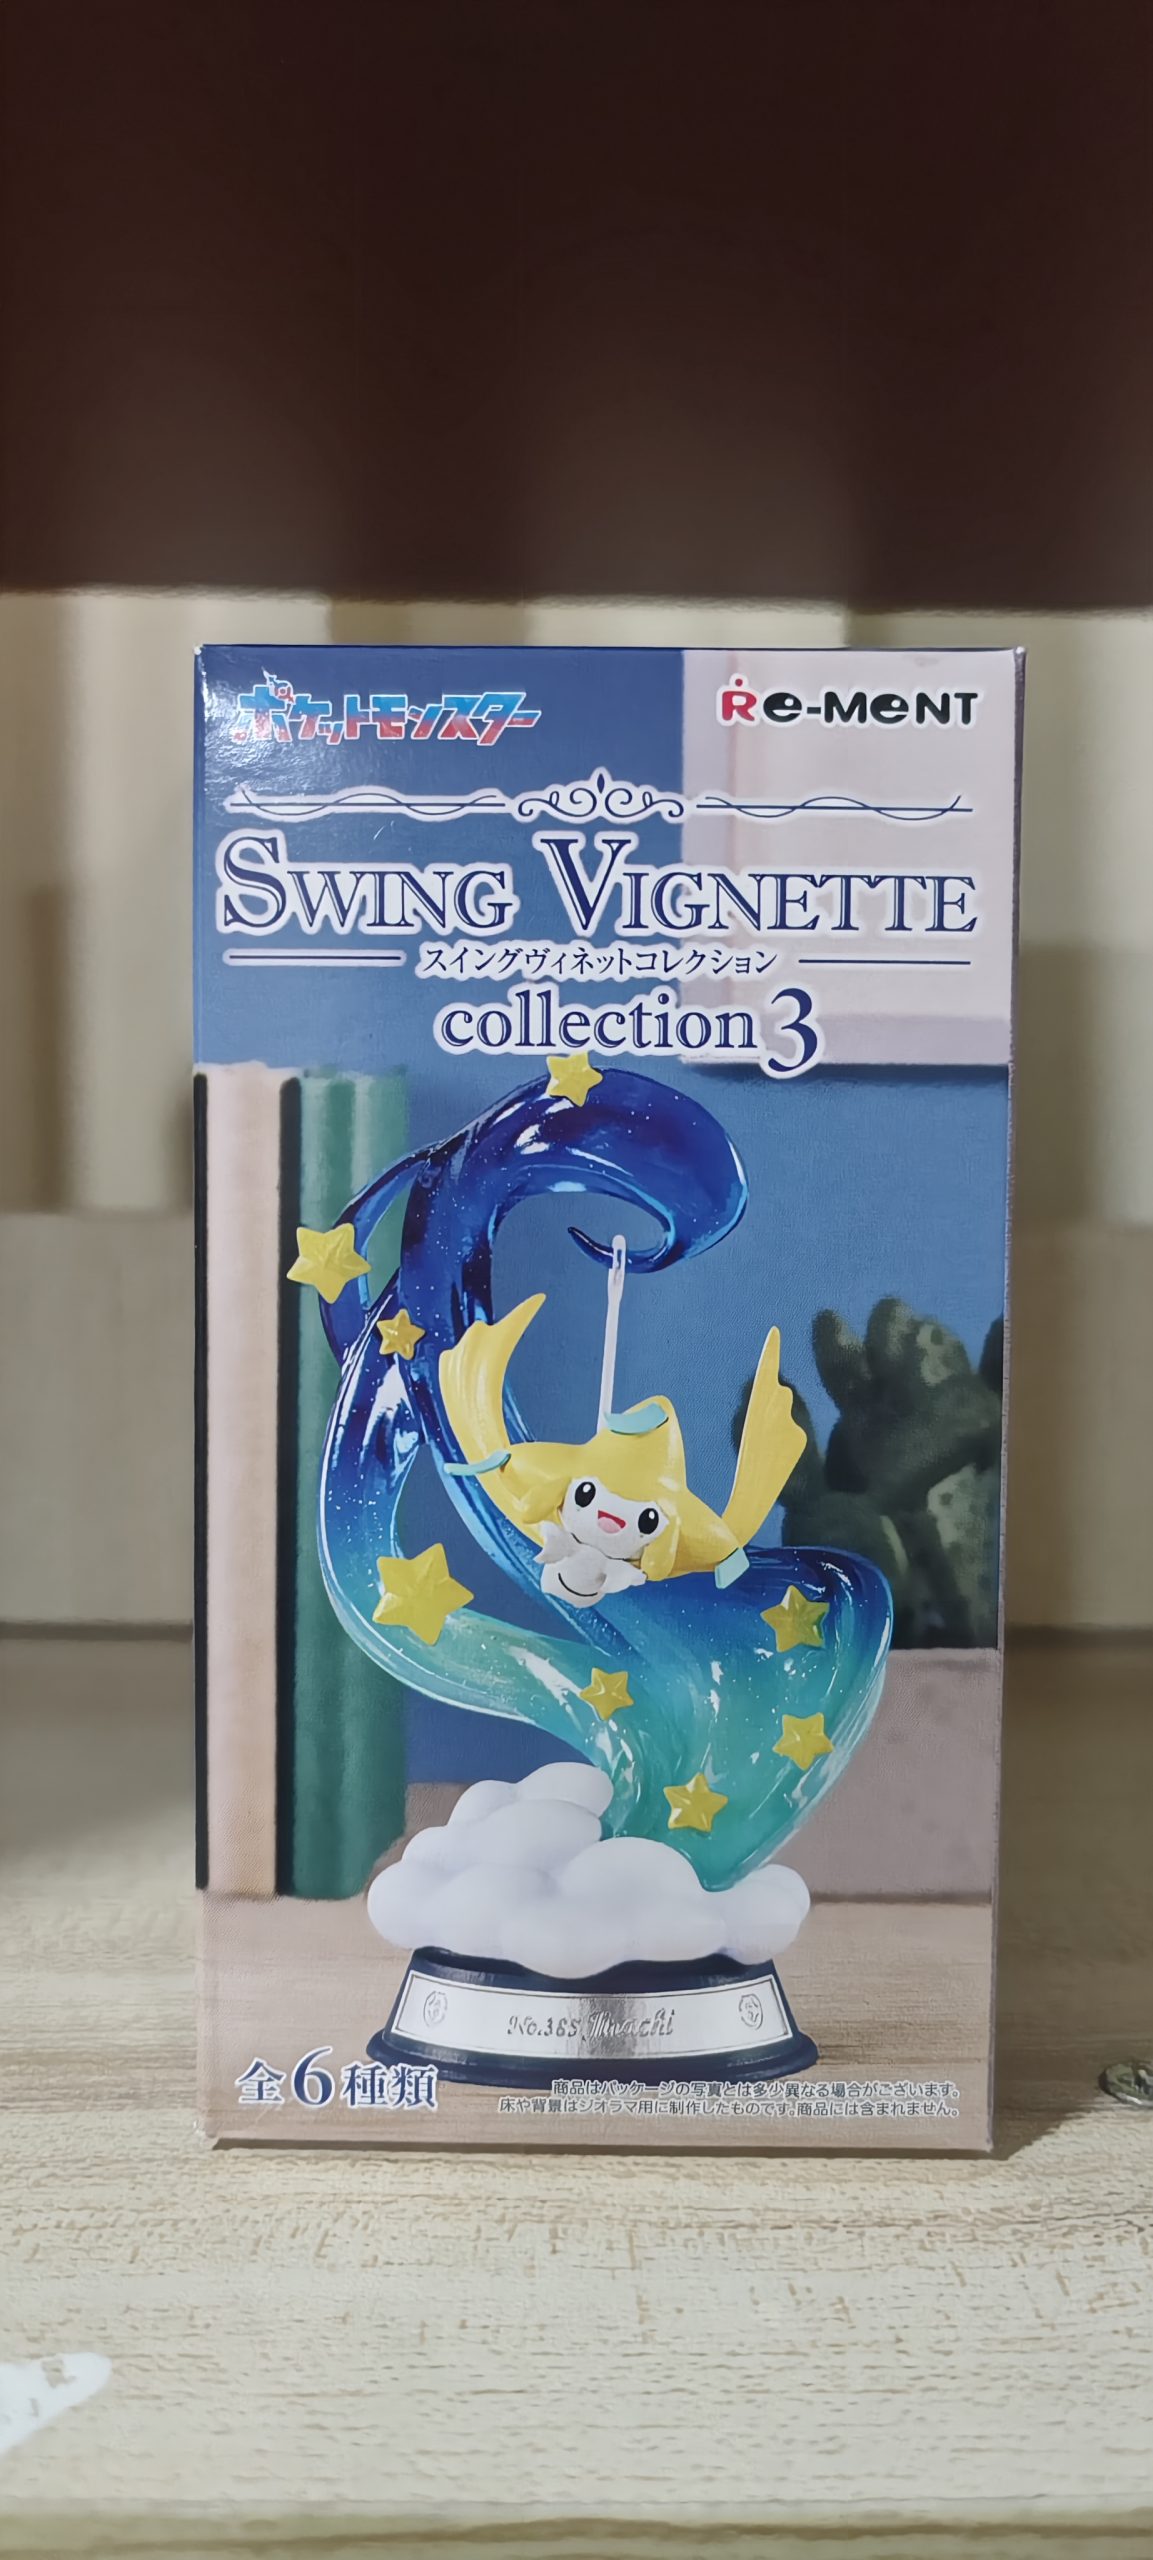 ポケットモンスター
Re-MeNT
SWING VIGNETTE
スイングヴィネットコレクション
collection 3
No.385 Jirachi
全6種類
商品はパッケージの写真とは多少異なる場合がございます。
床や背景はジオラマ用に制作したものです。商品には含まれません。